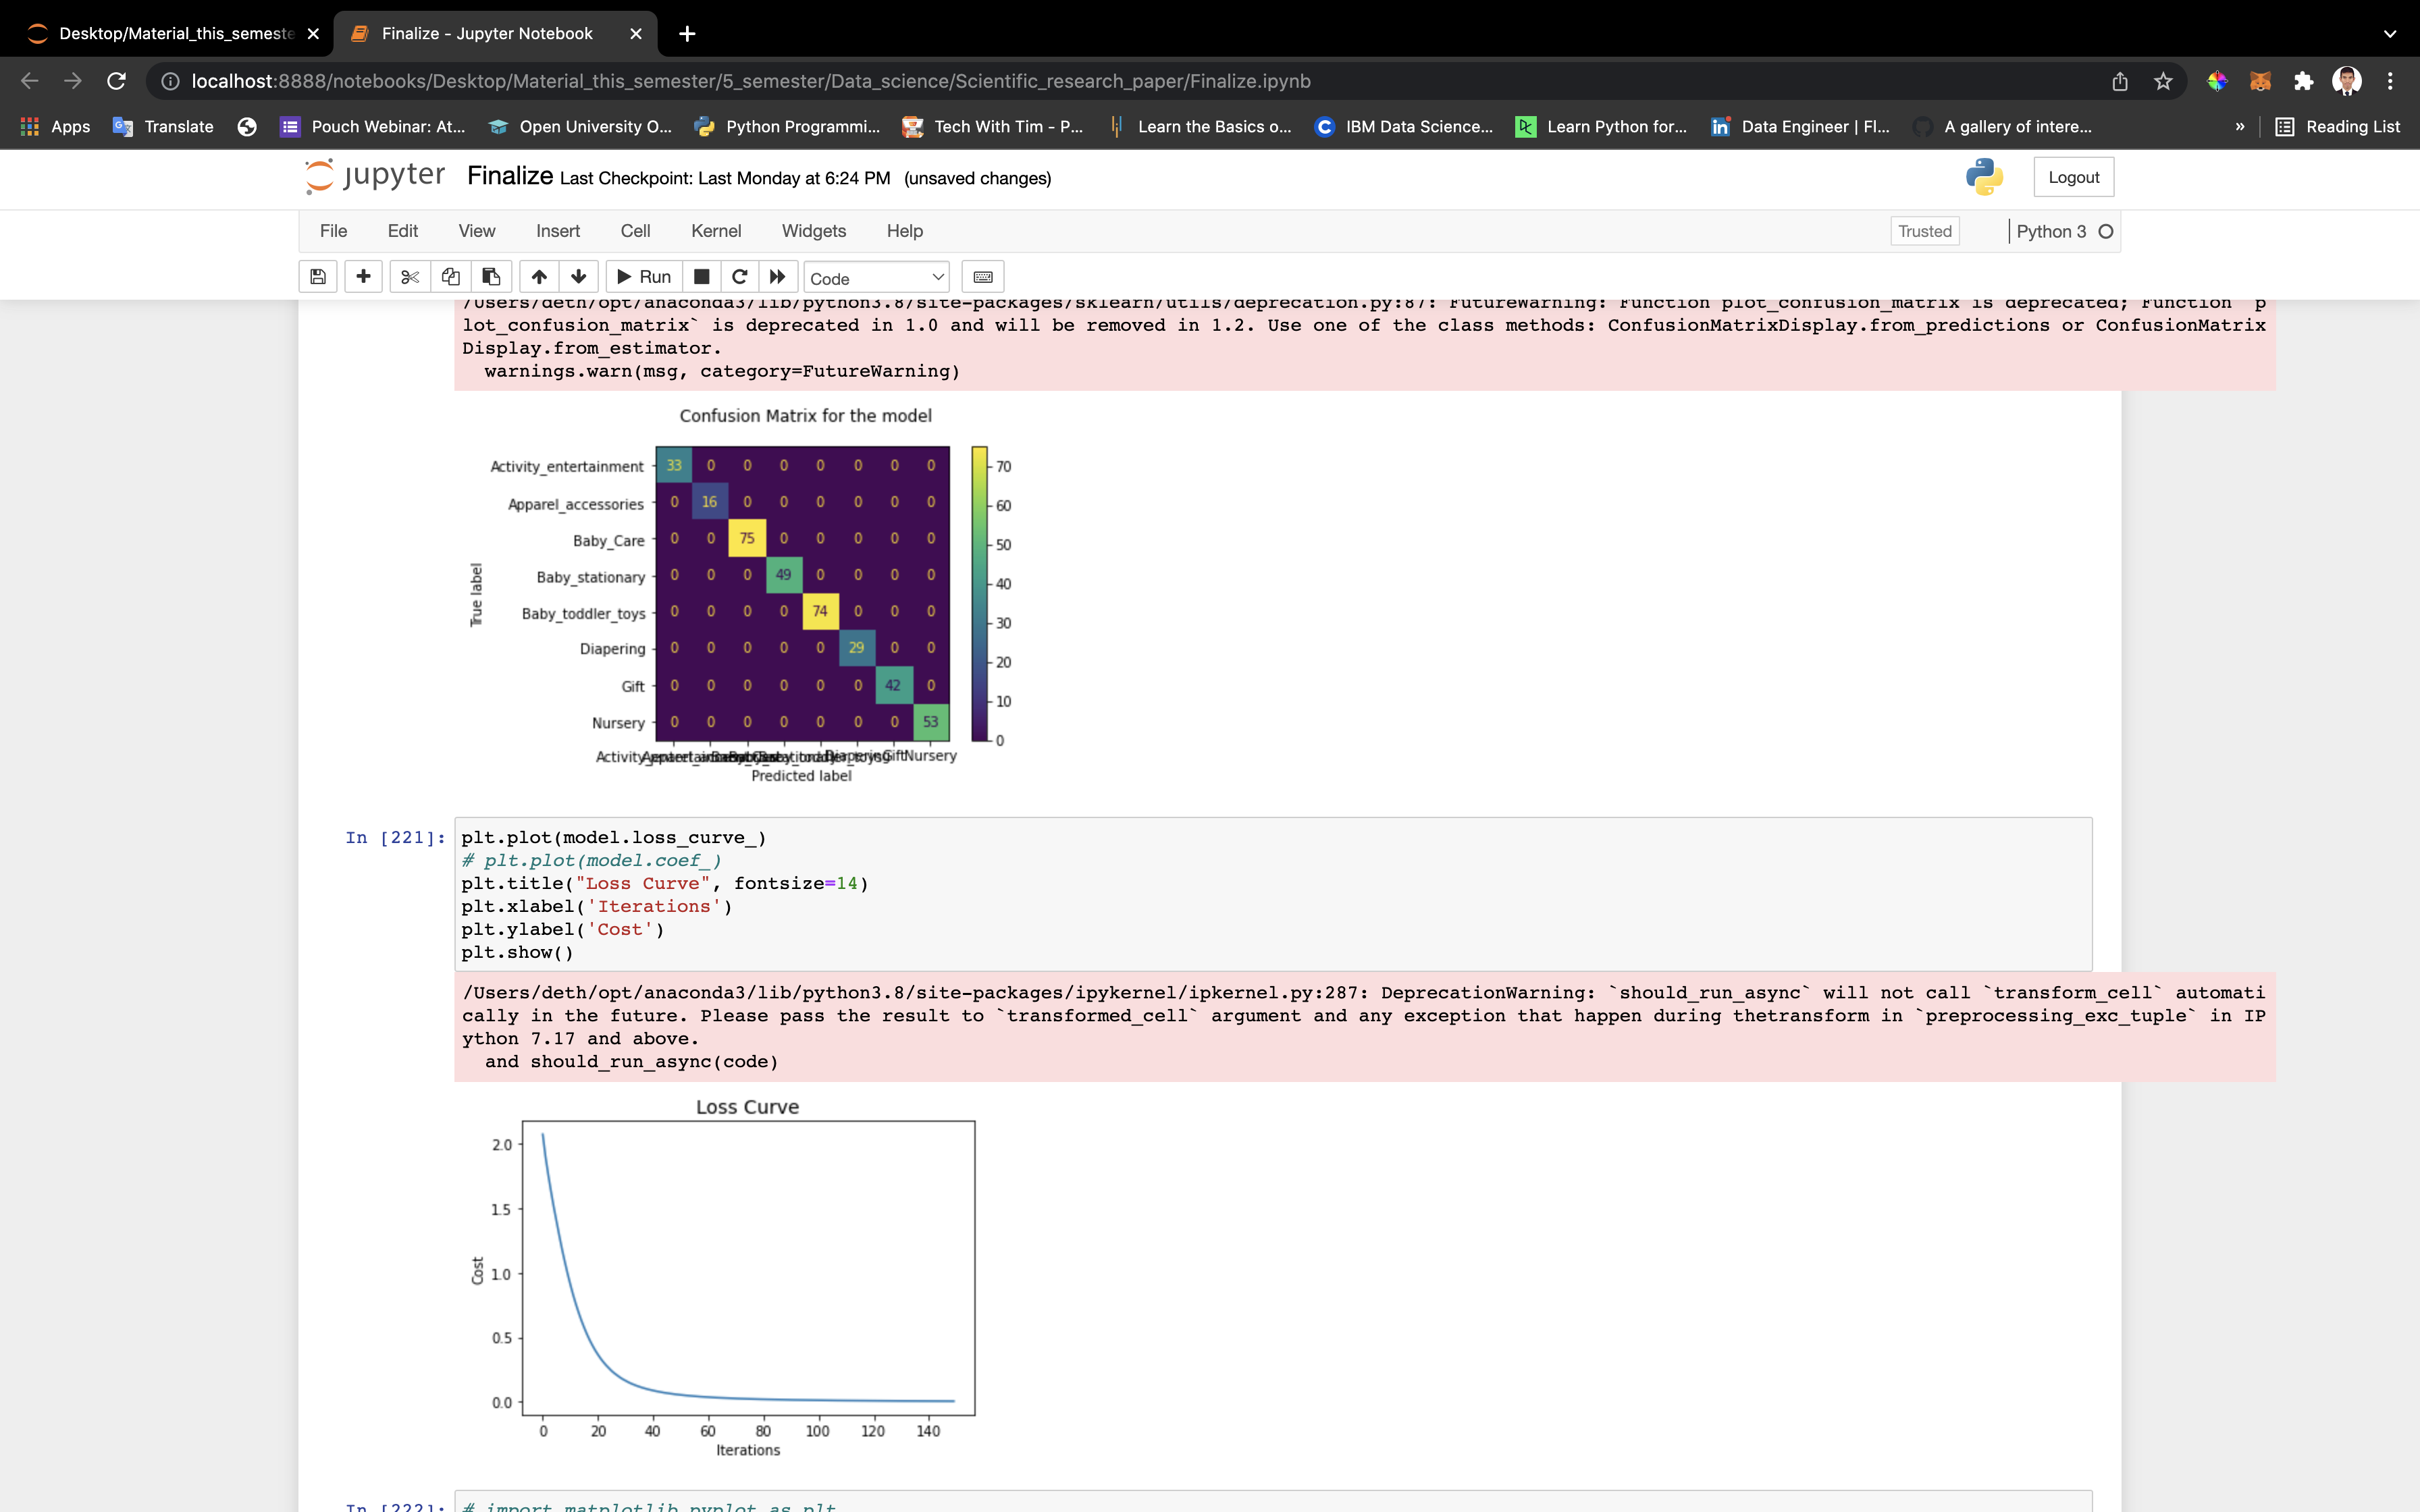 Desktop/Material_this_semeste
Finalize - Jupyter Notebook
localhost:8888/notebooks/Desktop/Material_this_semester/5_semester/Data_science/Scientific_research_paper/Finalize.ipynb
Apps Translate Pouch Webinar: At... Open University O... Python Programmi... Tech With Tim - P... Learn the Basics o... IBM Data Science... Learn Python for... Data Engineer | Fl... A gallery of intere... » Reading List
jupyter Finalize Last Checkpoint: Last Monday at 6:24 PM (unsaved changes) Logout
File Edit View Insert Cell Kernel Widgets Help Trusted Python 3
Run Code
/Users/deth/opt/anaconda3/lib/python3.8/site-packages/sklearn/utils/deprecation.py:87: FutureWarning: Function plot_confusion_matrix is deprecated; Function `p
lot_confusion_matrix` is deprecated in 1.0 and will be removed in 1.2. Use one of the class methods: ConfusionMatrixDisplay.from_predictions or ConfusionMatrix
Display.from_estimator.
warnings.warn(msg, category=FutureWarning)
Confusion Matrix for the model
Activity_entertainment 33 0 0 0 0 0 0 0
Apparel_accessories 0 16 0 0 0 0 0 0
Baby_Care 0 0 75 0 0 0 0 0
Baby_stationary 0 0 0 49 0 0 0 0
Baby_toddler_toys 0 0 0 0 74 0 0 0
Diapering 0 0 0 0 0 29 0 0
Gift 0 0 0 0 0 0 42 0
Nursery 0 0 0 0 0 0 0 53
True label
70
60
50
40
30
20
10
0
Diapering Gift Nursery
Predicted label
In [221]:
plt.plot(model.loss_curve_)
# plt.plot(model.coef_)
plt.title("Loss Curve", fontsize=14)
plt.xlabel('Iterations')
plt.ylabel('Cost')
plt.show()
/Users/deth/opt/anaconda3/lib/python3.8/site-packages/ipykernel/ipkernel.py:287: DeprecationWarning: `should_run_async` will not call `transform_cell` automati
cally in the future. Please pass the result to `transformed_cell` argument and any exception that happen during thetransform in `preprocessing_exc_tuple` in IP
ython 7.17 and above.
and should_run_async(code)
Loss Curve
2.0
1.5
1.0
0.5
0.0
Cost
0 20 40 60 80 100 120 140
Iterations
In [222]:
# import matplotlib.pyplot as plt